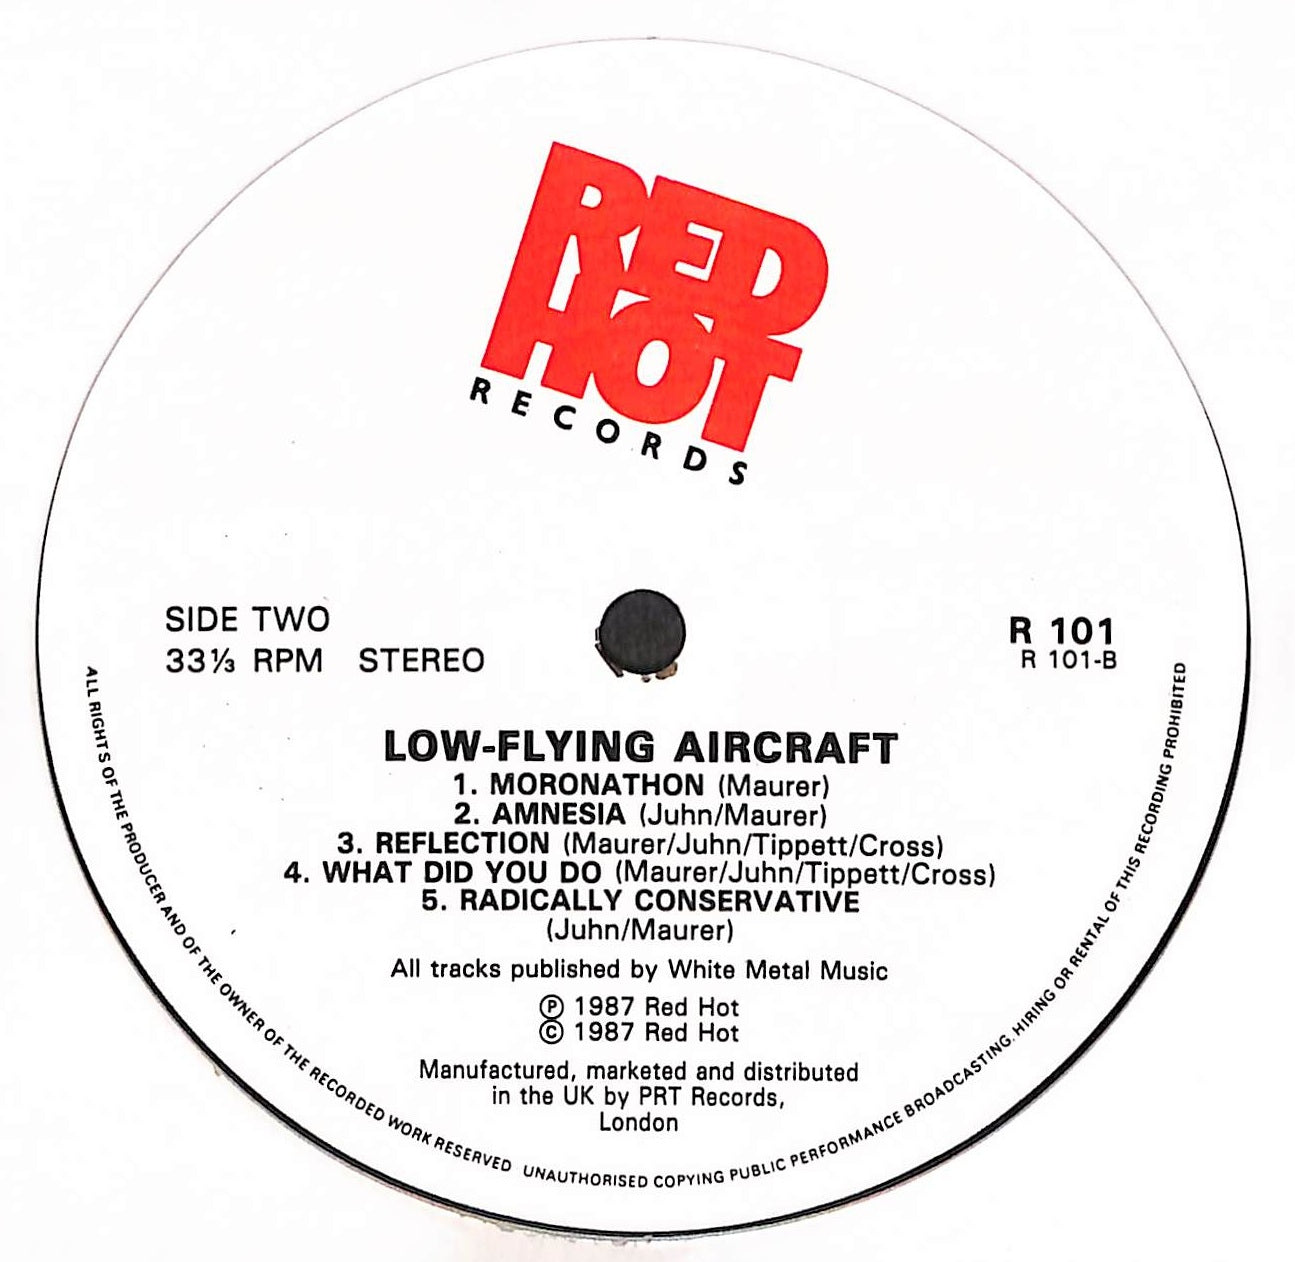 RED
HOT
RECORDS
SIDE TWO
33⅓ RPM STEREO
R 101
R 101-B
LOW-FLYING AIRCRAFT
1. MORONATHON (Maurer)
2. AMNESIA (Juhn/Maurer)
3. REFLECTION (Maurer/Juhn/Tippett/Cross)
4. WHAT DID YOU DO (Maurer/Juhn/Tippett/Cross)
5. RADICALLY CONSERVATIVE
(Juhn/Maurer)
All tracks published by White Metal Music
℗ 1987 Red Hot
© 1987 Red Hot
Manufactured, marketed and distributed
in the UK by PRT Records,
London
ALL RIGHTS OF THE PRODUCER AND OF THE OWNER OF THE RECORDED WORK RESERVED UNAUTHORISED COPYING PUBLIC PERFORMANCE BROADCASTING. HIRING OR RENTAL OF THIS RECORDING PROHIBITED